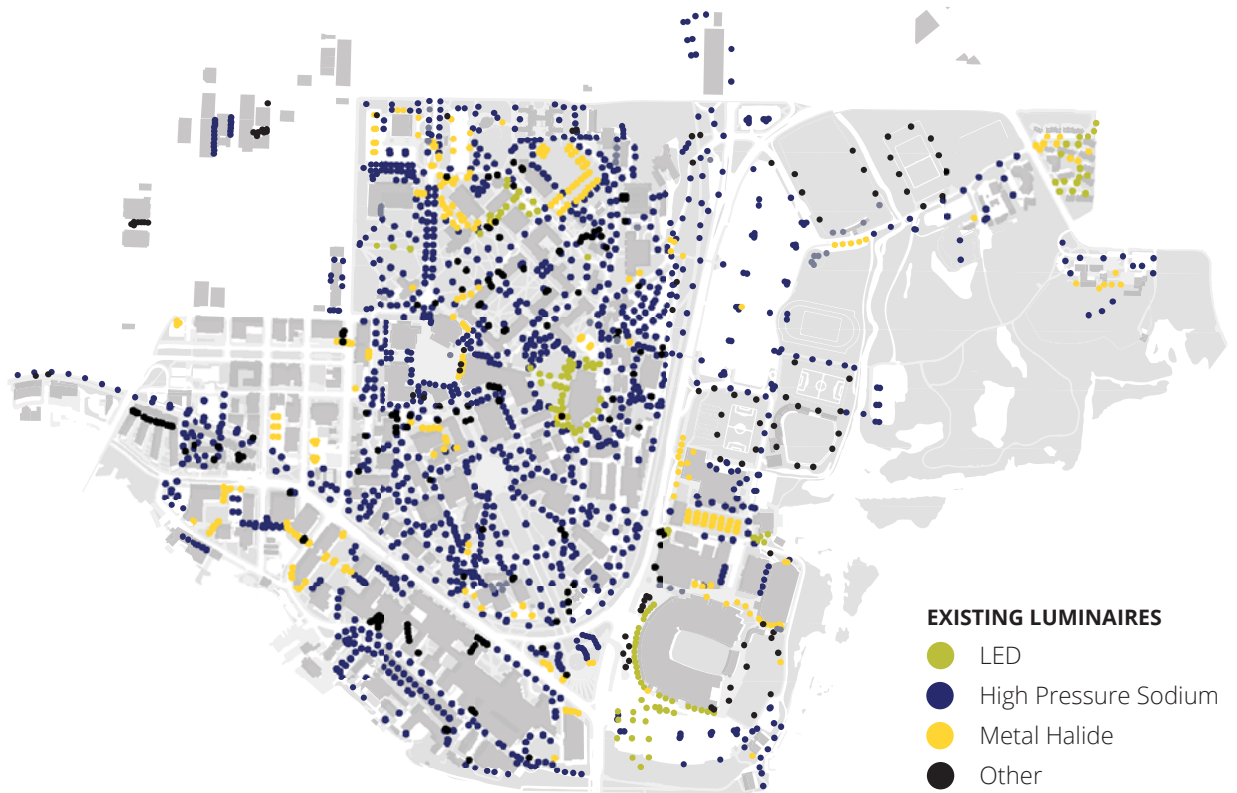 EXISTING LUMINAIRES
LED
High Pressure Sodium
Metal Halide
Other